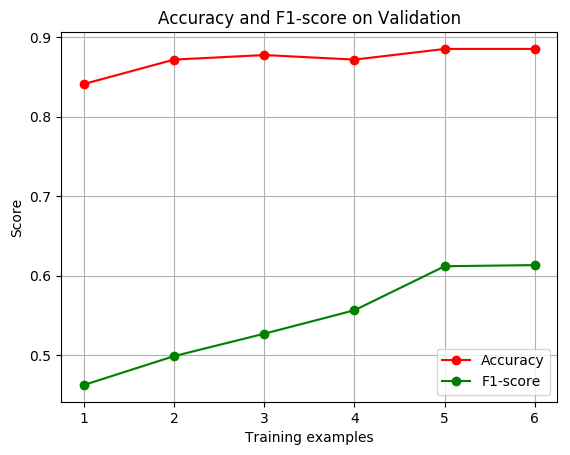 Accuracy and F1-score on Validation
0.9
0.8
0.7
0.6
0.5
Score
1 2 3 4 5 6
Training examples
Accuracy
F1-score